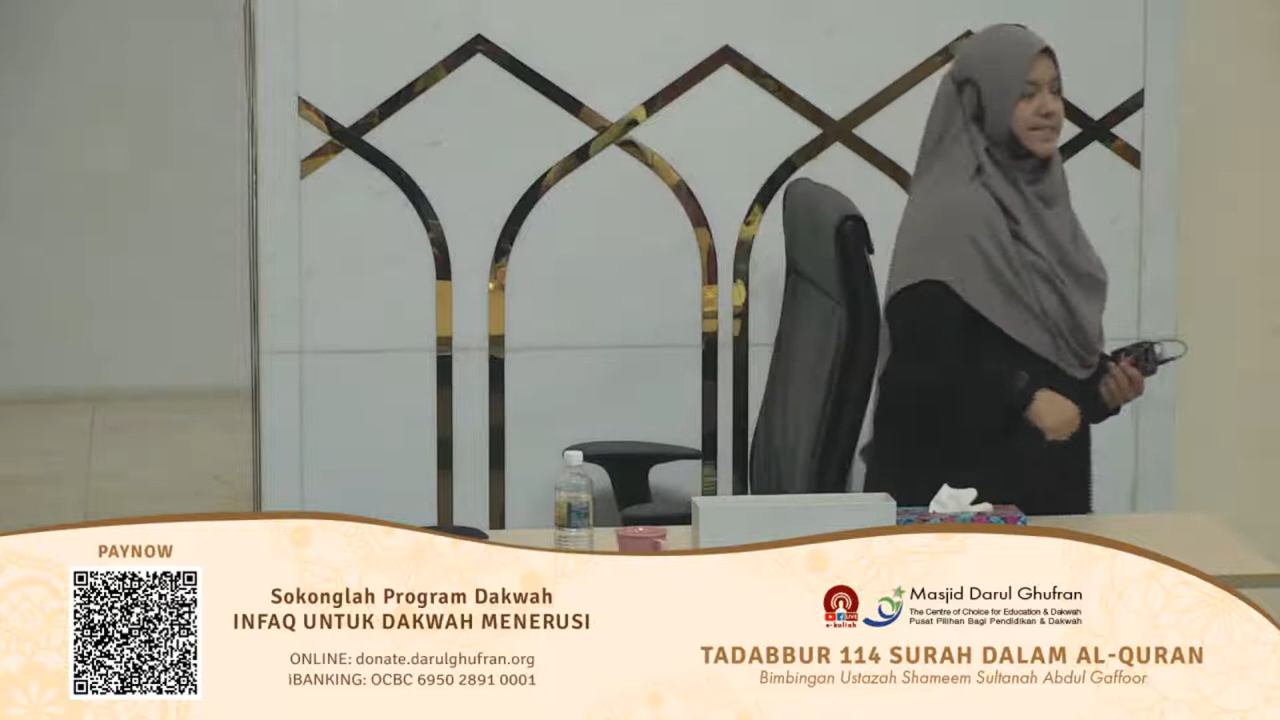 PAYNOW
Sokonglah Program Dakwah
INFAQ UNTUK DAKWAH MENERUSI
ONLINE: donate.darulghufran.org
iBANKING: OCBC 6950 2891 0001
LIVE
e-kuliah
Masjid Darul Ghufran
The Centre of Choice for Education & Dakwah
Pusat Pilihan Bagi Pendidikan & Dakwah
TADABBUR 114 SURAH DALAM AL-QURAN
Bimbingan Ustazah Shameem Sultanah Abdul Gaffoor